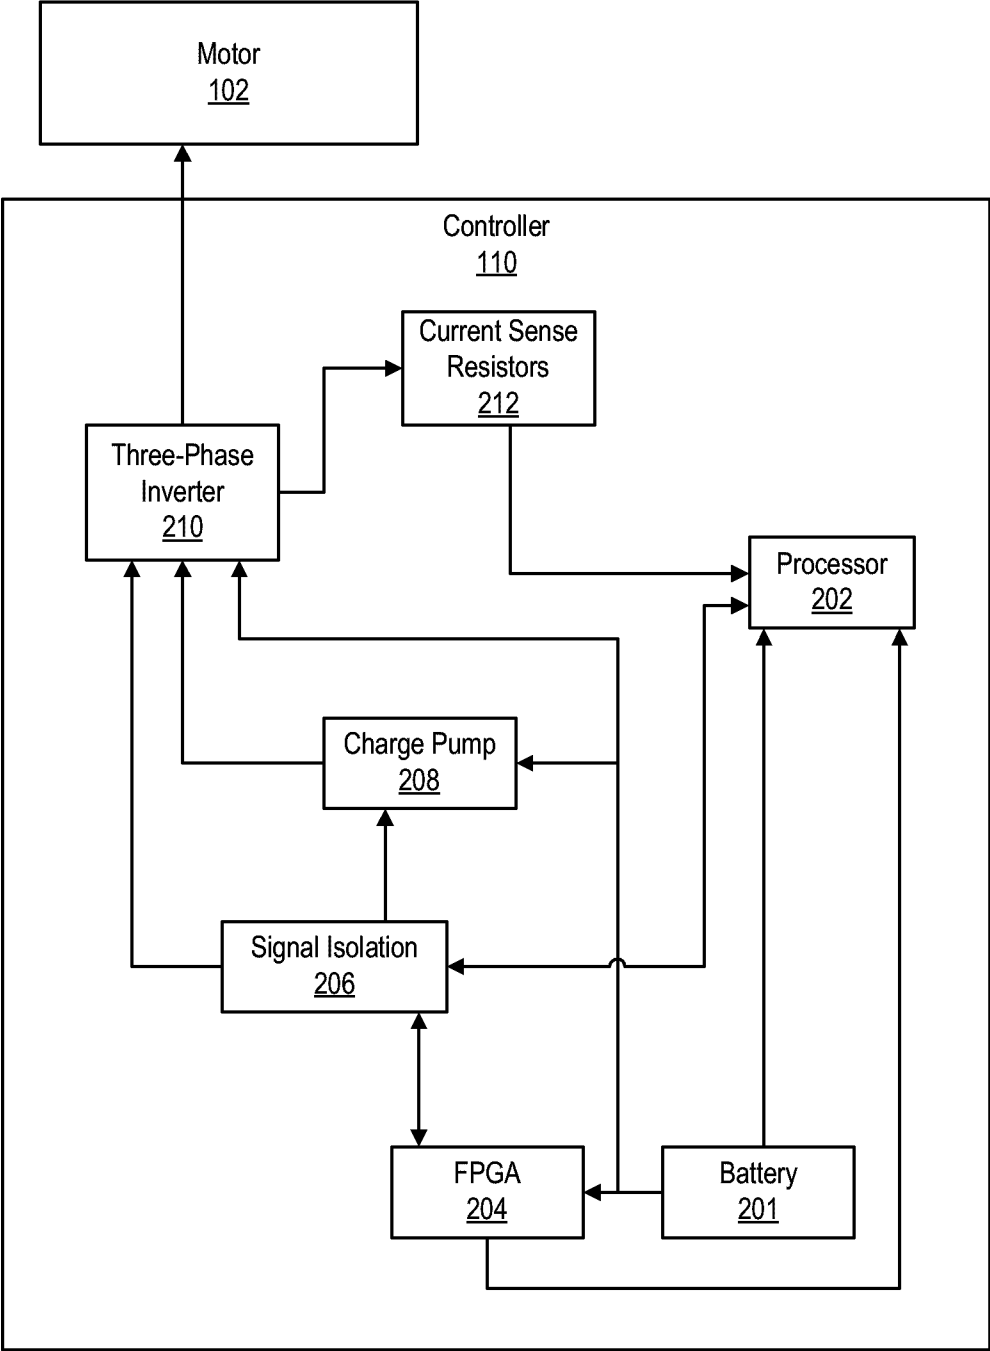 Motor
102
Controller
110
Current Sense
Resistors
212
Three-Phase
Inverter
210
Processor
202
Charge Pump
208
Signal Isolation
206
FPGA
204
Battery
201